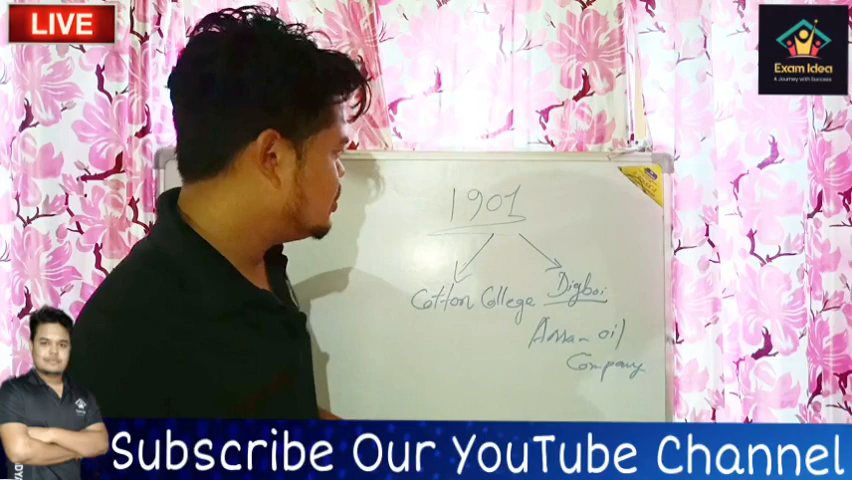 LIVE
Exam Idea
A Journey with Success
1901
Cotton College
Digboi
Assam oil
Company
Subscribe Our YouTube Channel